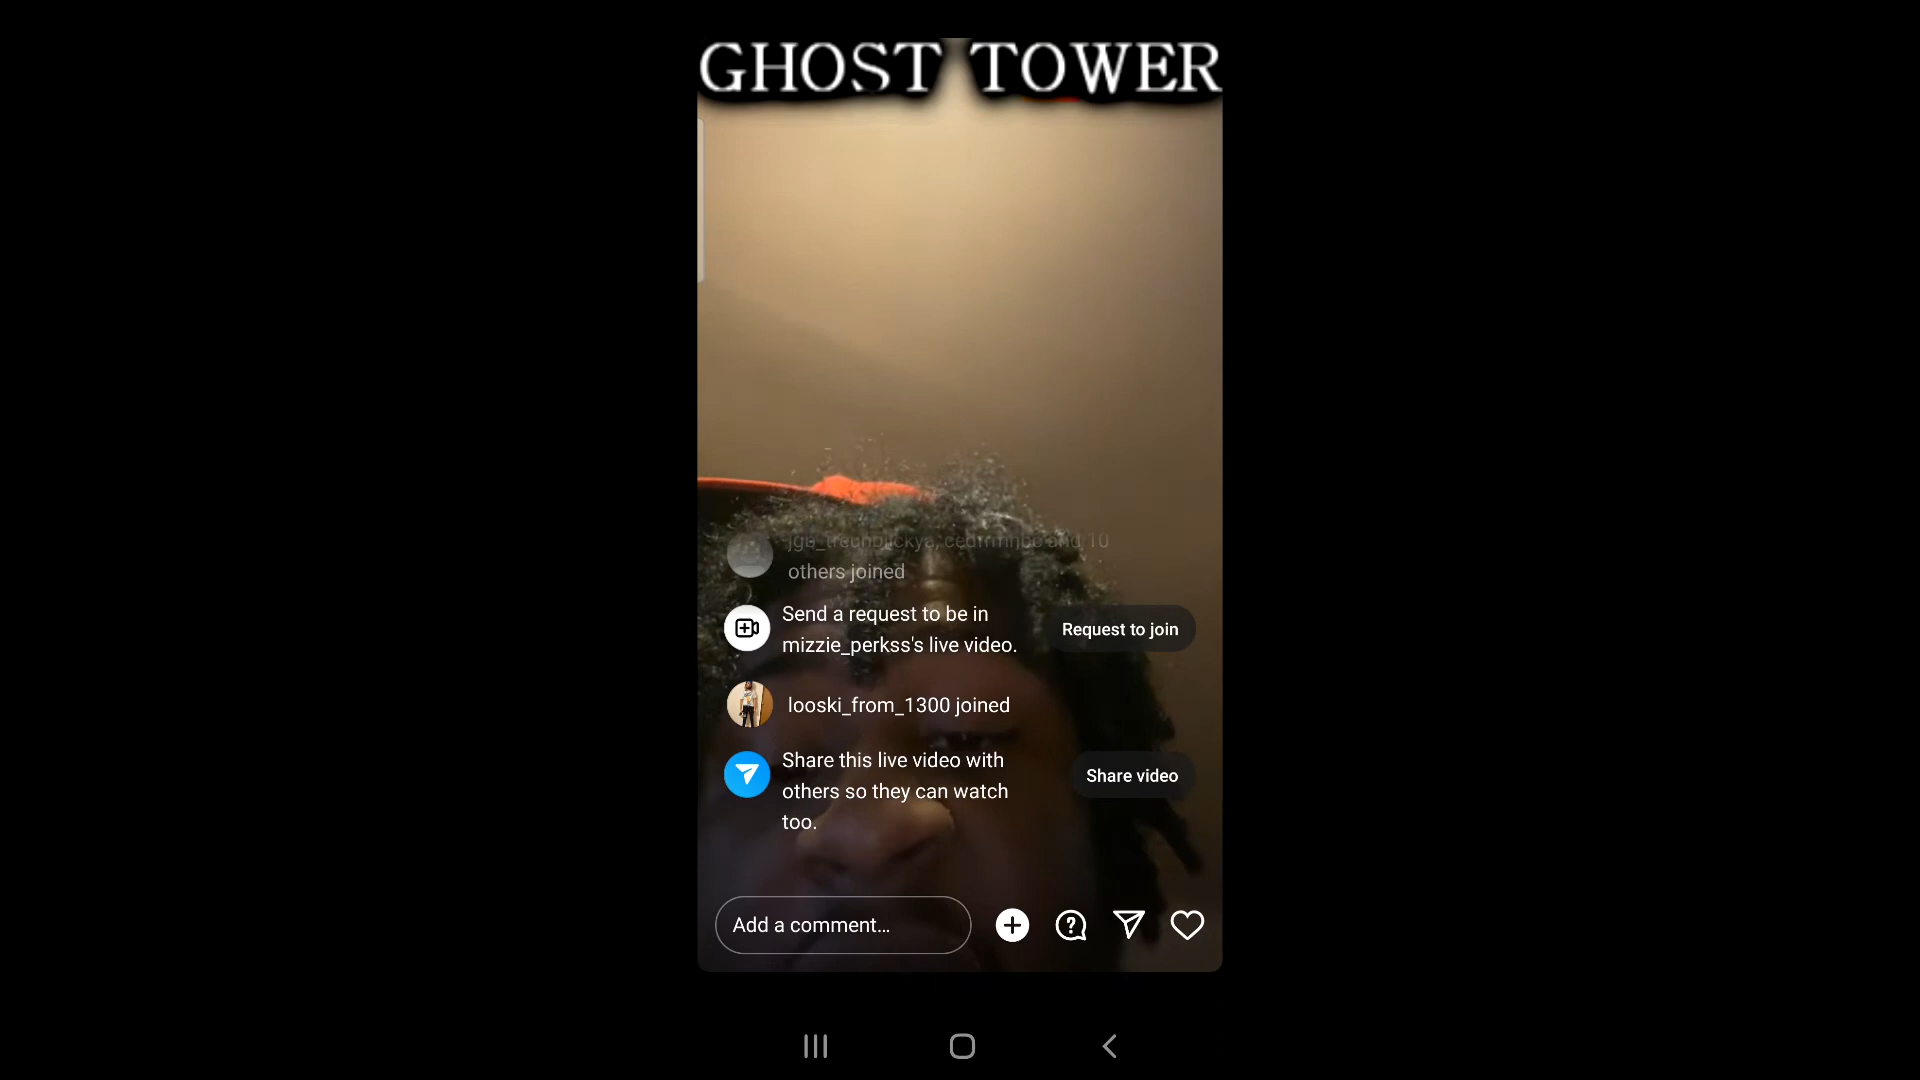 GHOST TOWER
others joined
Send a request to be in
mizzie_perkss's live video.
Request to join
looski_from_1300 joined
Share this live video with
others so they can watch
too.
Share video
Add a comment...